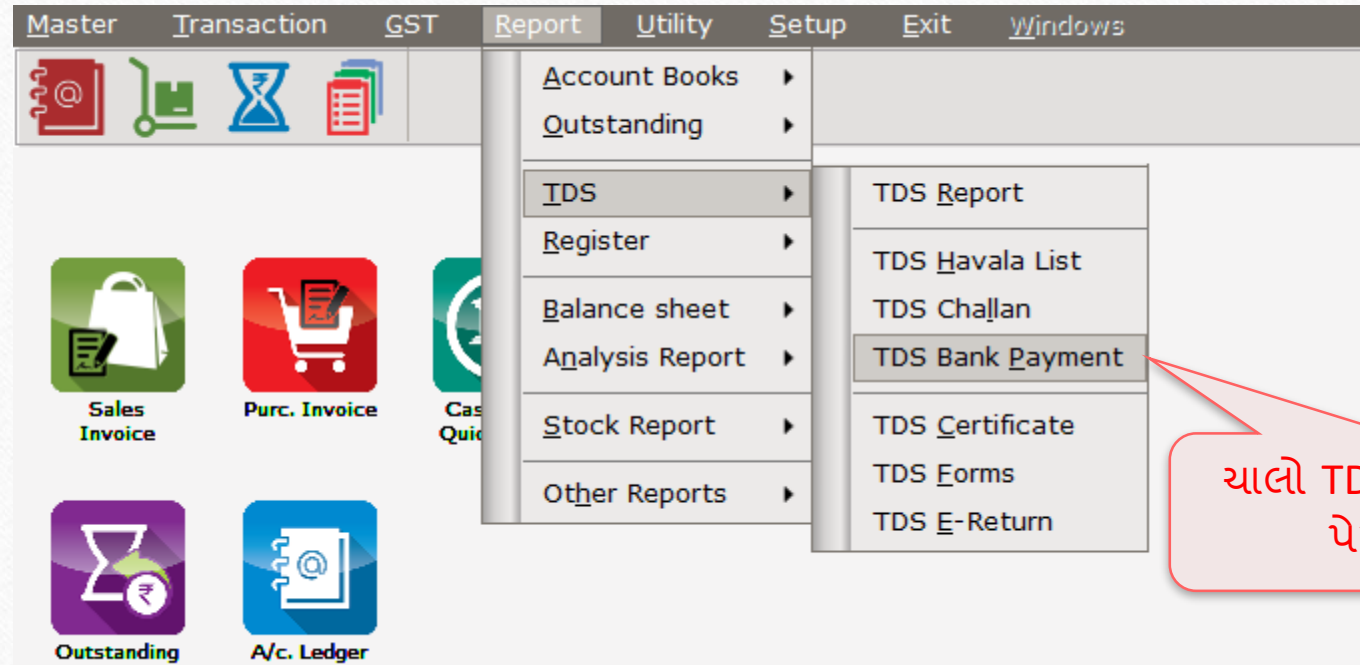 Master Transaction GST Report Utility Setup Exit Windows
Account Books
Outstanding
TDS
Register
Balance sheet
Analysis Report
Stock Report
Other Reports
TDS Report
TDS Havala List
TDS Challan
TDS Bank Payment
TDS Certificate
TDS Forms
TDS E-Return
ચાલો
Sales
Invoice
Purc. Invoice
Outstanding
A/c. Ledger